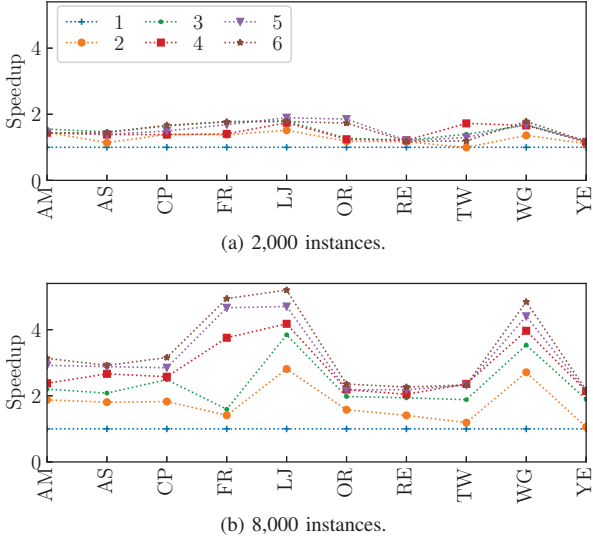 1 3 5
2 4 6
Speedup
4
2
0
AM AS CP FR LJ OR RE TW WG YE
(a) 2,000 instances.
Speedup
4
2
0
AM AS CP FR LJ OR RE TW WG YE
(b) 8,000 instances.